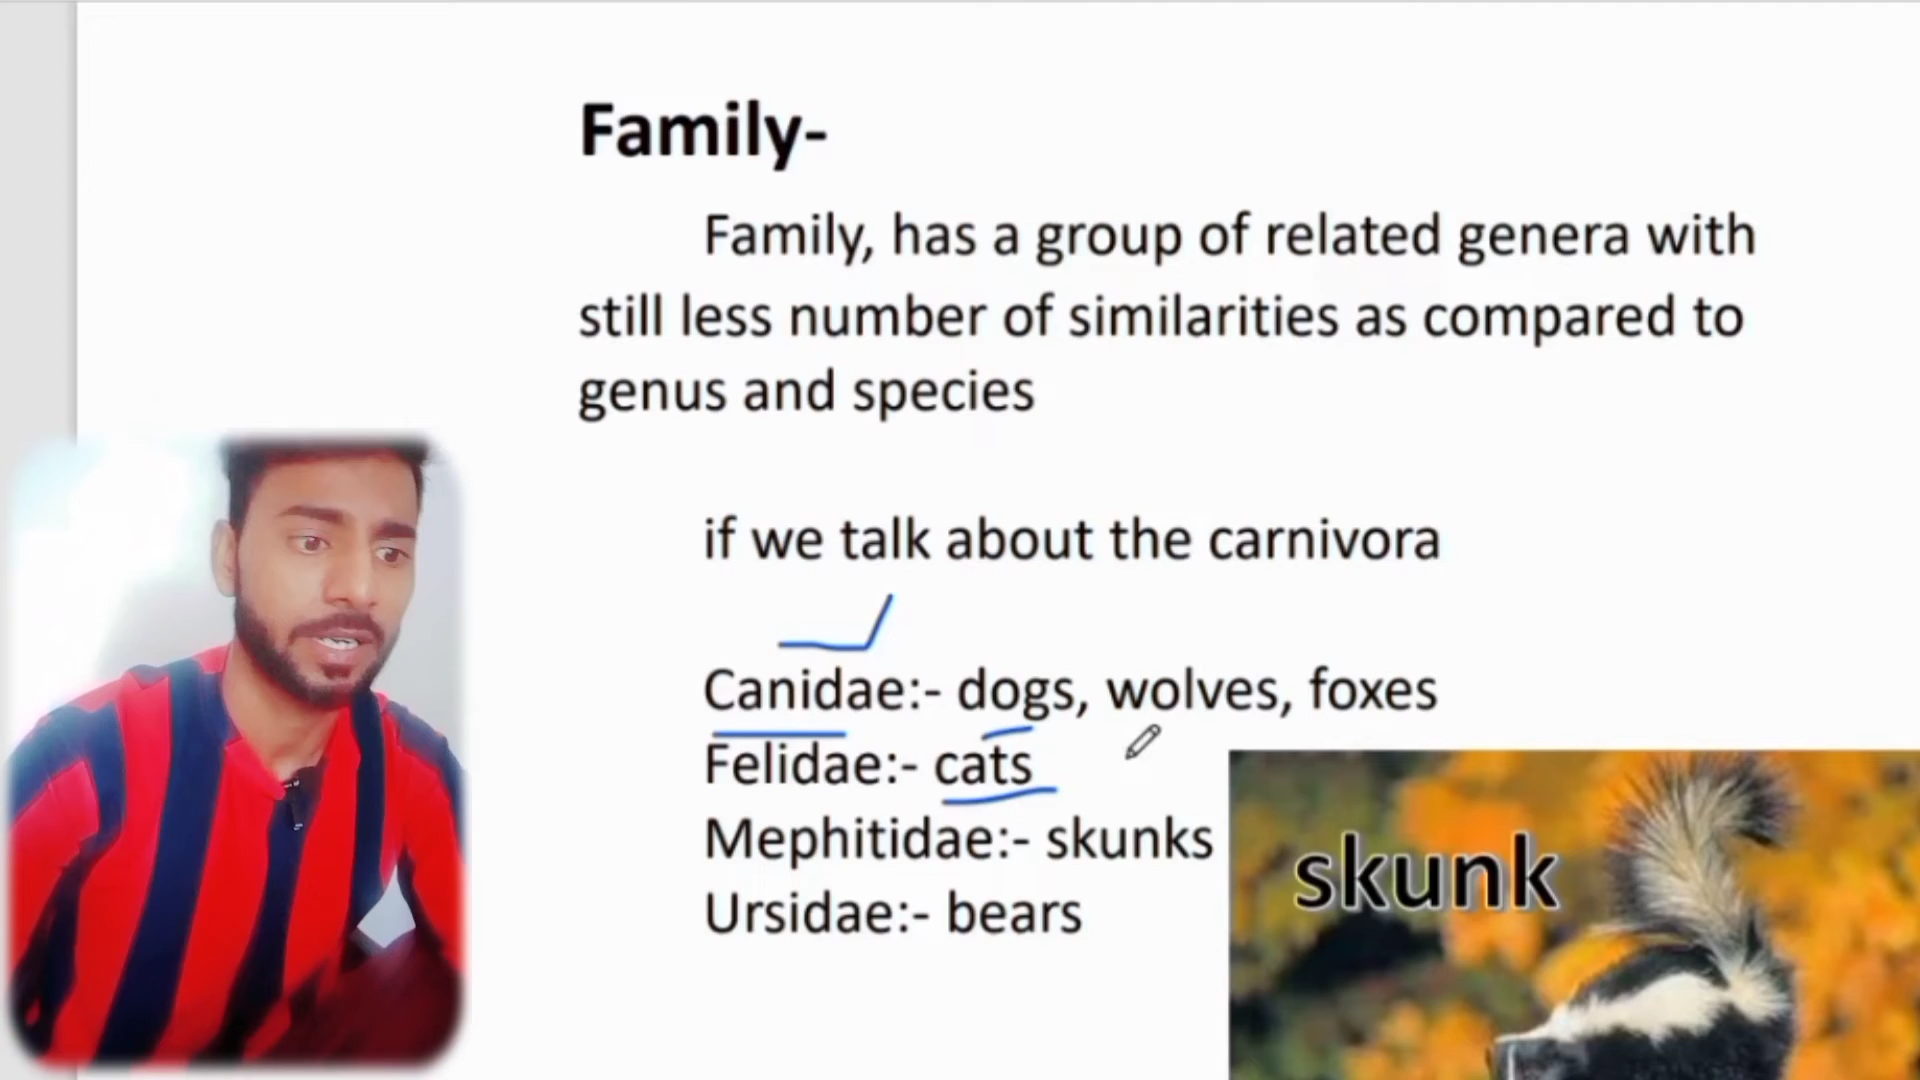 Family-
Family, has a group of related genera with
still less number of similarities as compared to
genus and species
if we talk about the carnivora
Canidae:- dogs, wolves, foxes
Felidae:- cats
Mephitidae:- skunks
Ursidae:- bears
skunk